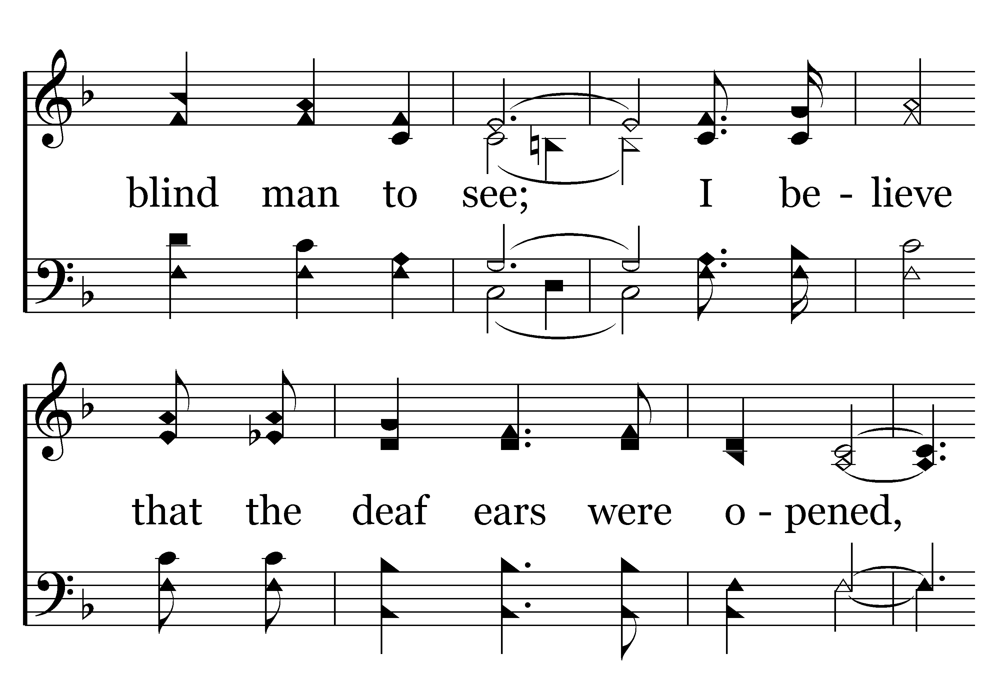 blind man to see; I be - lieve
that the deaf ears were o - pened,